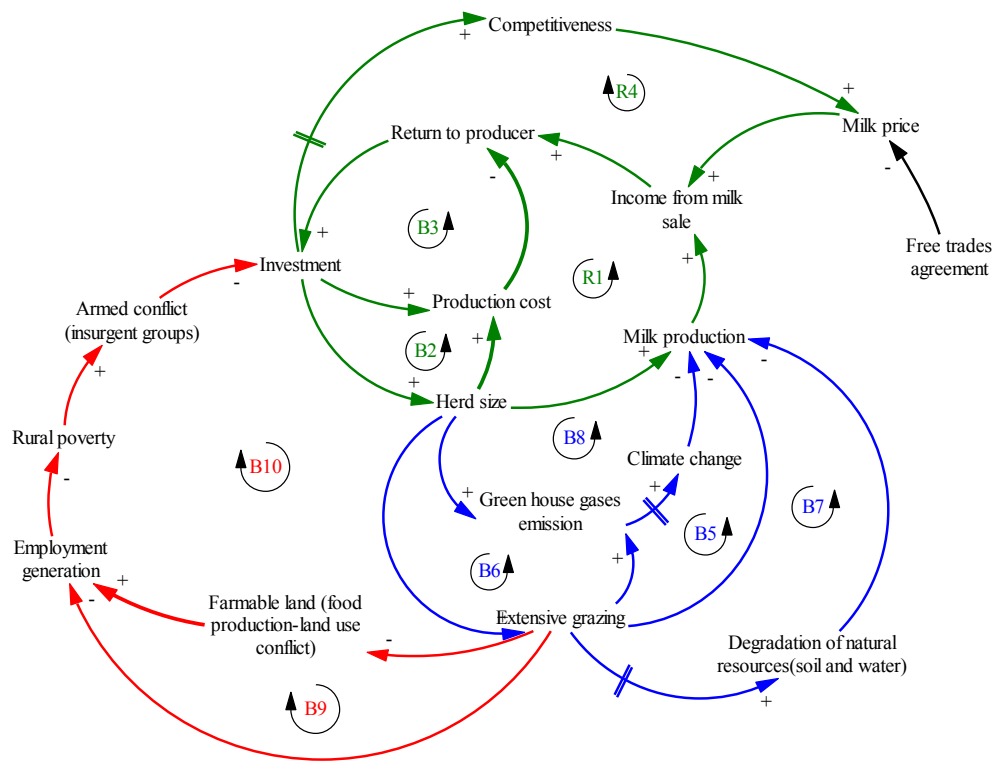 Competitiveness
+
R4
+
Return to producer
Milk price
+
-
+
-
Income from milk
sale
B3
+
Free trades
agreement
Investment
-
+
R1
+
Production cost
Armed conflict
(insurgent groups)
Milk production
+
B2
+
-
-
-
+
+
Herd size
Rural poverty
B8
Climate change
B10
-
+
+
Green house gases
emission
B7
B5
Employment
generation
+
B6
+
-
Farmable land (food
production-land use
conflict)
Extensive grazing
-
Degradation of natural
resources(soil and water)
B9
+